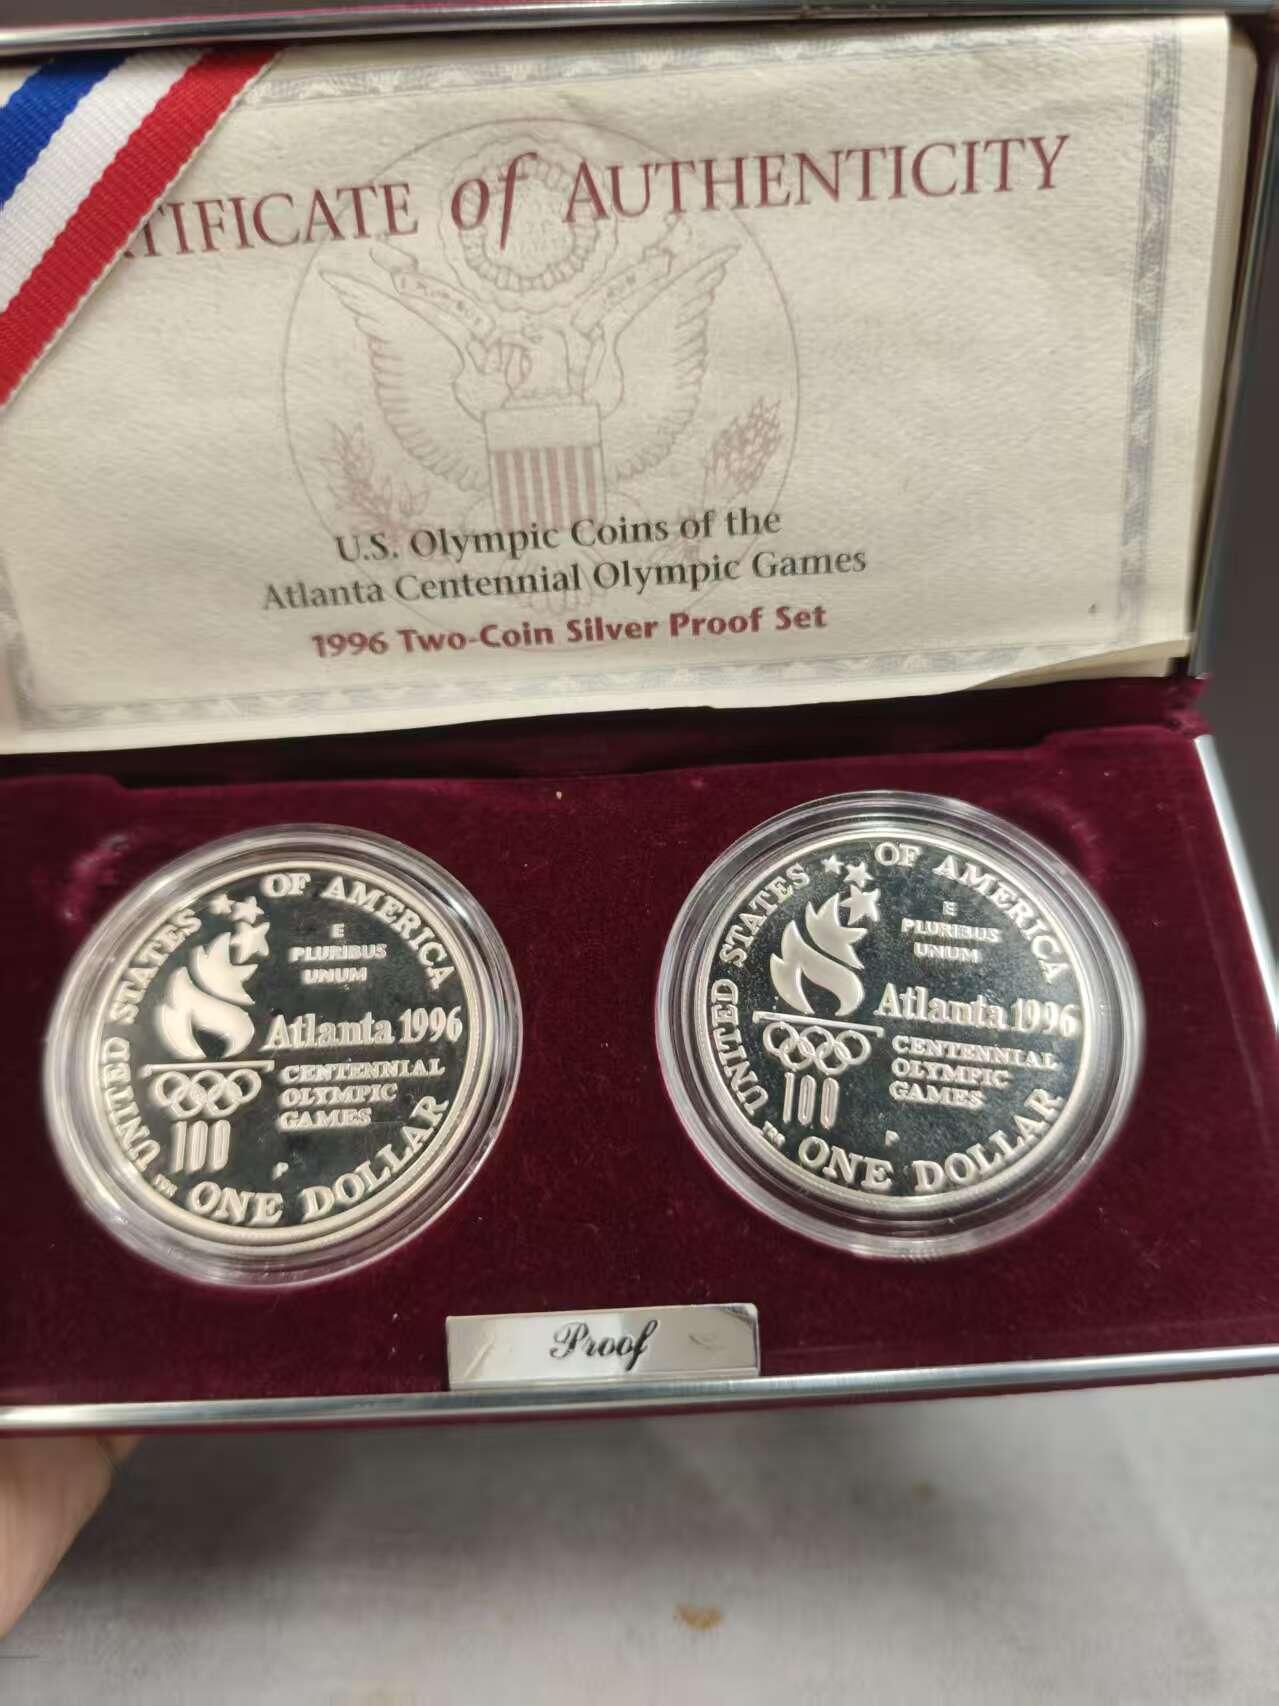 TIFICATE of AUTHENTICITY
U.S. Olympic Coins of the
Atlanta Centennial Olympic Games
1996 Two-Coin Silver Proof Set
UNITED STATES OF AMERICA
E
PLURIBUS
UNUM
Atlanta 1996
CENTENNIAL
OLYMPIC
GAMES
100
P
TM
ONE DOLLAR
UNITED STATES OF AMERICA
E
PLURIBUS
UNUM
Atlanta 1996
CENTENNIAL
OLYMPIC
GAMES
100
P
TM
ONE DOLLAR
Proof